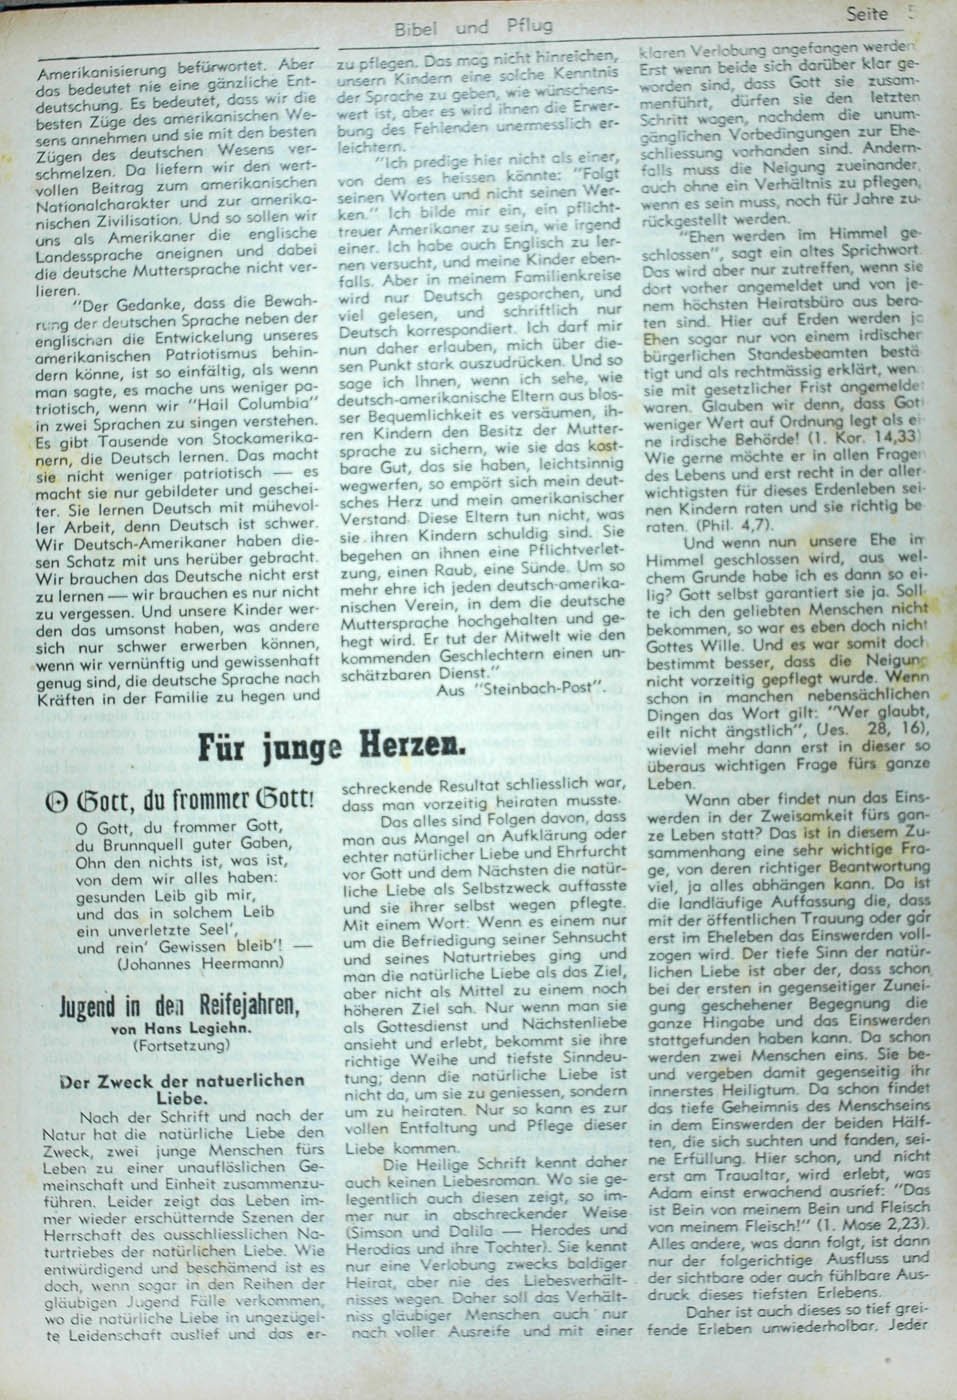 Bibel und Pflug
Seite 5
Amerikanisierung befürwortet. Aber
das bedeutet nie eine gänzliche Ent-
deutschung. Es bedeutet, dass wir die
besten Züge des amerikanischen We-
sens annehmen und sie mit den besten
Zügen des deutschen Wesens ver-
schmelzen. Da liefern wir den wert-
vollen Beitrag zum amerikanischen
Nationalcharakter und zur amerika-
nischen Zivilisation. Und so sollen wir
uns als Amerikaner die englische
Landessprache aneignen und dabei
die deutsche Muttersprache nicht ver-
lieren.
"Der Gedanke, dass die Bewah-
rung der deutschen Sprache neben der
englischen die Entwickelung unseres
amerikanischen Patriotismus behin-
dern könne, ist so einfältig, als wenn
man sagte, es mache uns weniger pa-
triotisch, wenn wir "Hail Columbia"
in zwei Sprachen zu singen verstehen.
Es gibt Tausende von Stockamerika-
nern, die Deutsch lernen. Das macht
sie nicht weniger patriotisch — es
macht sie nur gebildeter und geschei-
ter. Sie lernen Deutsch mit mühevol-
ler Arbeit, denn Deutsch ist schwer.
Wir Deutsch-Amerikaner haben die-
sen Schatz mit uns herüber gebracht.
Wir brauchen das Deutsche nicht erst
zu lernen — wir brauchen es nur nicht
zu vergessen. Und unsere Kinder wer-
den das umsonst haben, was andere
sich nur schwer erwerben können,
wenn wir vernünftig und gewissenhaft
genug sind, die deutsche Sprache nach
Kräften in der Familie zu hegen und
zu pflegen. Das mag nicht hinreichen,
unsern Kindern eine solche Kenntnis
der Sprache zu geben, wie wünschens-
wert ist, aber es wird ihnen die Erwer-
bung des Fehlenden unermesslich er-
leichtern.
"Ich predige hier nicht als einer,
von dem es heissen könnte: "Folgt
seinen Worten und nicht seinen Wer-
ken." Ich bilde mir ein, ein pflicht-
treuer Amerikaner zu sein, wie irgend
einer. Ich habe auch Englisch zu ler-
nen versucht, und meine Kinder eben-
falls. Aber in meinem Familienkreise
wird nur Deutsch gesporchen, und
viel gelesen, und schriftlich nur
Deutsch korrespondiert. Ich darf mir
nun daher erlauben, mich über die-
sen Punkt stark auszudrücken. Und so
sage ich Ihnen, wenn ich sehe, wie
deutsch-amerikanische Eltern aus blos-
ser Bequemlichkeit es versäumen, ih-
ren Kindern den Besitz der Mutter-
sprache zu sichern, wie sie das kost-
bare Gut, das sie haben, leichtsinnig
wegwerfen, so empört sich mein deut-
sches Herz und mein amerikanischer
Verstand. Diese Eltern tun nicht, was
sie ihren Kindern schuldig sind. Sie
begehen an ihnen eine Pflichtverlet-
zung, einen Raub, eine Sünde. Um so
mehr ehre ich jeden deutsch-amerika-
nischen Verein, in dem die deutsche
Muttersprache hochgehalten und ge-
hegt wird. Er tut der Mitwelt wie den
kommenden Geschlechtern einen un-
schätzbaren Dienst."
Aus "Steinbach-Post".
Für junge Herzen.
O Gott, du frommer Gott!
O Gott, du frommer Gott,
du Brunnquell guter Gaben,
Ohn den nichts ist, was ist,
von dem wir alles haben:
gesunden Leib gib mir,
und das in solchem Leib
ein unverletzte Seel',
und rein' Gewissen bleib'! —
(Johannes Heermann)
Jugend in den Reifejahren,
von Hans Legiehn.
(Fortsetzung)
Der Zweck der natuerlichen
Liebe.
Nach der Schrift und nach der
Natur hat die natürliche Liebe den
Zweck, zwei junge Menschen fürs
Leben zu einer unauflöslichen Ge-
meinschaft und Einheit zusammenzu-
führen. Leider zeigt das Leben im-
mer wieder erschütternde Szenen der
Herrschaft des ausschliesslichen Na-
turtriebes der natürlichen Liebe. Wie
entwürdigend und beschämend ist es
doch, wenn sogar in den Reihen der
gläubigen Jugend Fälle verkommen,
wo die natürliche Liebe in ungezügel-
te Leidenschaft auslief und das er-
schreckende Resultat schliesslich war,
dass man vorzeitig heiraten musste.
Das alles sind Folgen davon, dass
man aus Mangel an Aufklärung oder
echter natürlicher Liebe und Ehrfurcht
vor Gott und dem Nächsten die natür-
liche Liebe als Selbstzweck auffasste
und sie ihrer selbst wegen pflegte.
Mit einem Wort: Wenn es einem nur
um die Befriedigung seiner Sehnsucht
und seines Naturtriebes ging und
man die natürliche Liebe als das Ziel,
aber nicht als Mittel zu einem noch
höheren Ziel sah. Nur wenn man sie
als Gottesdienst und Nächstenliebe
ansieht und erlebt, bekommt sie ihre
richtige Weihe und tiefste Sinndeu-
tung; denn die natürliche Liebe ist
nicht da, um sie zu geniessen, sondern
um zu heiraten. Nur so kann es zur
vollen Entfaltung und Pflege dieser
Liebe kommen.
Die Heilige Schrift kennt daher
auch keinen Liebesroman. Wo sie ge-
legentlich auch diesen zeigt, so im-
mer nur in abschreckender Weise
(Simson und Dalila — Herodes und
Herodias und ihre Tochter). Sie kennt
nur eine Verlobung zwecks baldiger
Heirat, aber nie des Liebesverhält-
nisses wegen. Daher soll das Verhält-
niss gläubiger Menschen auch nur
nach voller Ausreife und mit einer
klaren Verlobung angefangen werden.
Erst wenn beide sich darüber klar ge-
worden sind, dass Gott sie zusam-
menführt, dürfen sie den letzten
Schritt wagen, nachdem die unum-
gänglichen Vorbedingungen zur Ehe-
schliessung vorhanden sind. Andern-
falls muss die Neigung zueinander,
auch ohne ein Verhältnis zu pflegen,
wenn es sein muss, noch für Jahre zu-
rückgestellt werden.
"Ehen werden im Himmel ge-
schlossen", sagt ein altes Sprichwort.
Das wird aber nur zutreffen, wenn sie
dort vorher angemeldet und von je-
nem höchsten Heiratsbüro aus bera-
ten sind. Hier auf Erden werden ja
Ehen sogar nur von einem irdischen
bürgerlichen Standesbeamten bestä
tigt und als rechtmässig erklärt, wenn
sie mit gesetzlicher Frist angemeldet
waren. Glauben wir denn, dass Gott
weniger Wert auf Ordnung legt als ei-
ne irdische Behörde! (1. Kor. 14,33)
Wie gerne möchte er in allen Fragen
des Lebens und erst recht in der aller-
wichtigsten für dieses Erdenleben sei-
nen Kindern raten und sie richtig be-
raten. (Phil. 4,7).
Und wenn nun unsere Ehe im
Himmel geschlossen wird, aus wel-
chem Grunde habe ich es dann so ei-
lig? Gott selbst garantiert sie ja. Soll-
te ich den geliebten Menschen nicht
bekommen, so war es eben doch nicht
Gottes Wille. Und es war somit doch
bestimmt besser, dass die Neigung
nicht vorzeitig gepflegt wurde. Wenn
schon in manchen nebensächlichen
Dingen das Wort gilt: "Wer glaubt,
eilt nicht ängstlich", (Jes. 28, 16),
wieviel mehr dann erst in dieser so
überaus wichtigen Frage fürs ganze
Leben.
Wann aber findet nun das Eins-
werden in der Zweisamkeit fürs gan-
ze Leben statt? Das ist in diesem Zu-
sammenhang eine sehr wichtige Fra-
ge, von deren richtiger Beantwortung
viel, ja alles abhängen kann. Da ist
die landläufige Auffassung die, dass
mit der öffentlichen Trauung oder gar
erst im Eheleben das Einswerden voll-
zogen wird. Der tiefe Sinn der natür-
lichen Liebe ist aber der, dass schon
bei der ersten in gegenseitiger Zunei-
gung geschehener Begegnung die
ganze Hingabe und das Einswerden
stattgefunden haben kann. Da schon
werden zwei Menschen eins. Sie be-
und vergeben damit gegenseitig ihr
innerstes Heiligtum. Da schon findet
das tiefe Geheimnis des Menschseins
in dem Einswerden der beiden Hälf-
ten, die sich suchten und fanden, sei-
ne Erfüllung. Hier schon, und nicht
erst am Traualtar, wird erlebt, was
Adam einst erwachend ausrief: "Das
ist Bein von meinem Bein und Fleisch
von meinem Fleisch!" (1. Mose 2,23).
Alles andere, was dann folgt, ist dann
nur der folgerichtige Ausfluss und
der sichtbare oder auch fühlbare Aus-
druck dieses tiefsten Erlebens.
Daher ist auch dieses so tief grei-
fende Erleben unwiederholbar. Jeder